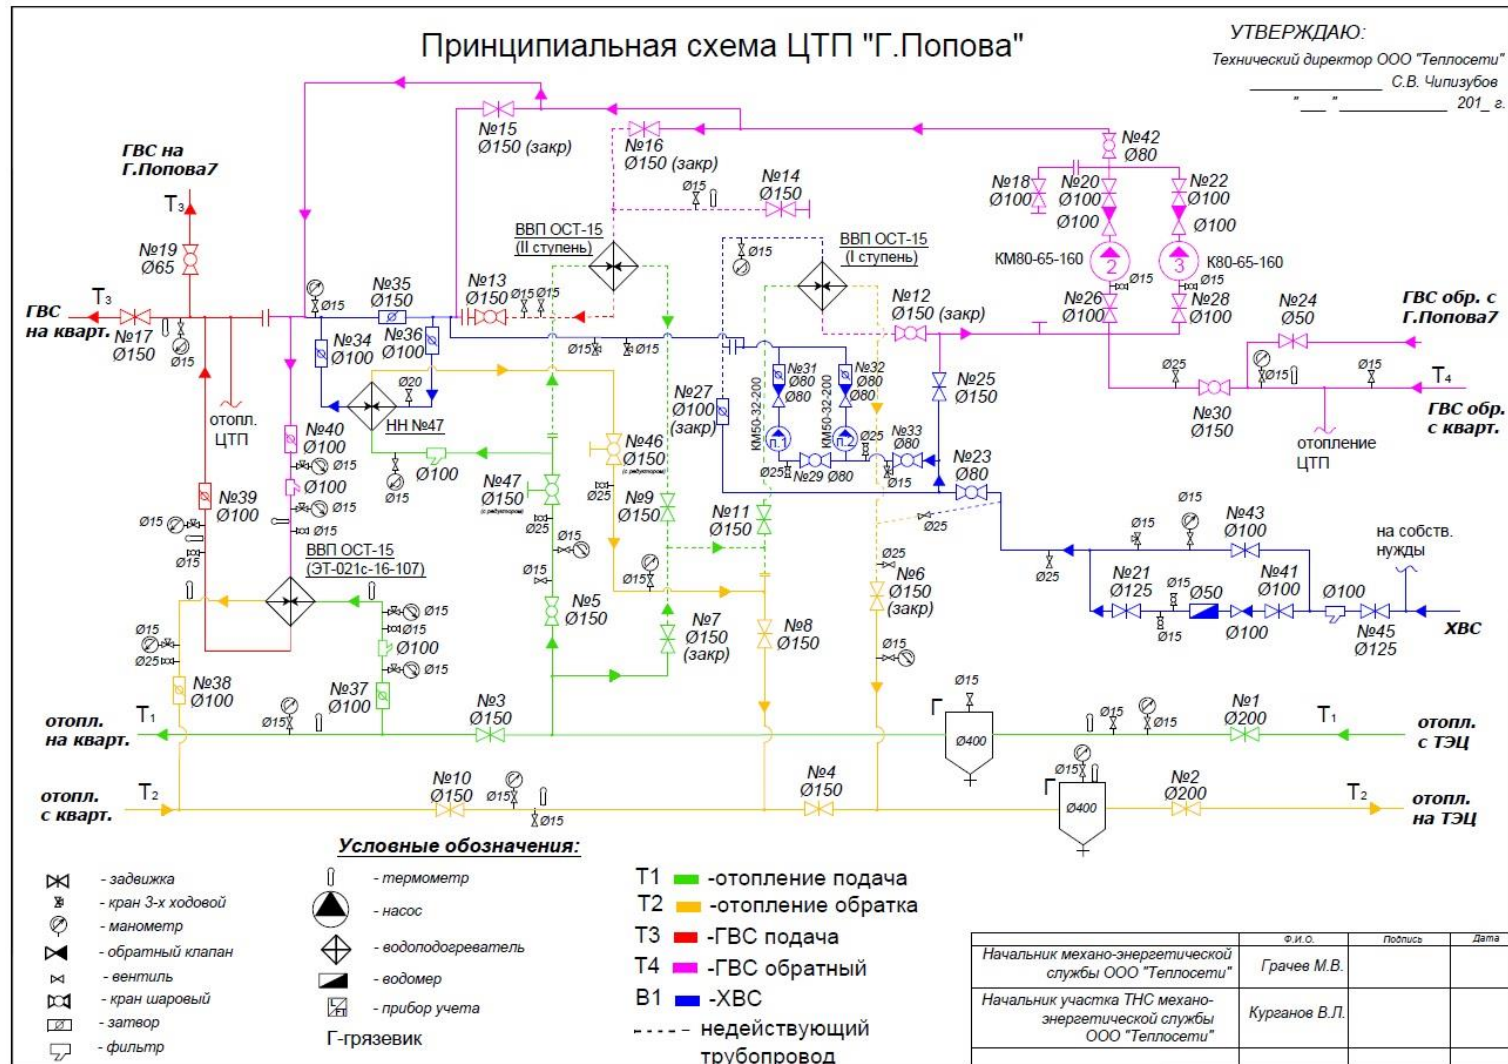 Принципиальная схема ЦТП "Г.Попова"
УТВЕРЖДАЮ:
Технический директор ООО "Теплосети"
С.В. Чипизубов
"___"______________ 201_ г.
№15
Ø150 (закр)
№16
Ø150 (закр)
№42
Ø80
ГВС на
Г.Попова7
Т3
№14
Ø150
Ø15
№18
Ø100
№20
Ø100
№22
Ø100
Ø100
Ø100
№19
Ø65
ВВП ОСТ-15
(II ступень)
ВВП ОСТ-15
(I ступень)
Ø15
КМ80-65-160
2
3
К80-65-160
Ø15
Ø15
№35
Ø150
№13
Ø150
Ø15
Ø15
Ø15
№12
Ø150 (закр)
№26
Ø100
№28
Ø100
№24
Ø50
ГВС обр. с
Г.Попова7
Т3
ГВС
на кварт.
№17
Ø150
Ø15
№34
Ø100
№36
Ø100
Ø15
Ø15
№31
Ø80
Ø80
№32
Ø80
Ø80
№25
Ø150
Ø25
Ø15
Ø15
Т4
№30
Ø150
ГВС обр.
с кварт.
Ø20
№27
Ø100
(закр)
КМ50-32-200
КМ50-32-200
отопл.
ЦТП
НН №47
№40
Ø100
№46
Ø150
(с редуктором)
п.1
п.2
Ø25
№33
Ø80
отопление
ЦТП
Ø15
Ø100
Ø15
Ø100
№47
Ø150
(с редуктором)
Ø25
Ø25
№29
Ø80
Ø15
№23
Ø80
№39
Ø100
№9
Ø150
№11
Ø150
Ø25
Ø15
Ø15
Ø15
Ø15
Ø25
Ø15
№43
Ø100
на собств.
нужды
Ø15
Ø15
ВВП ОСТ-15
(ЭТ-021с-16-107)
Ø15
Ø15
Ø25
№6
Ø150
(закр)
Ø25
№21
Ø125
Ø15
Ø50
№41
Ø100
Ø100
Ø15
Ø100
№45
Ø125
ХВС
№5
Ø150
№7
Ø150
(закр)
№8
Ø150
Ø15
Ø15
Ø15
Ø25
Ø100
Ø15
Ø15
№38
Ø100
№37
Ø100
№3
Ø150
Ø15
отопл.
на кварт.
Т1
Ø15
Г
Ø400
Ø15
Ø15
№1
Ø200
Т1
отопл.
с ТЭЦ
№10
Ø150
Ø15
Ø15
№4
Ø150
Г
Ø15
Ø400
№2
Ø200
Т2
отопл.
с кварт.
Т2
отопл.
на ТЭЦ
Условные обозначения:
- задвижка
- кран 3-х ходовой
- манометр
- обратный клапан
- вентиль
- кран шаровый
- затвор
- фильтр
- термометр
- насос
- водоподогреватель
- водомер
- прибор учета
Г-грязевик
Т1 -отопление подача
Т2 -отопление обратка
Т3 -ГВС подача
Т4 -ГВС обратный
В1 -ХВС
- недействующий
трубопровод
Ф.И.О. Подпись Дата
Начальник механо-энергетической
службы ООО "Теплосети"
Грачев М.В.
Начальник участка ТНС механо-
энергетической службы
ООО "Теплосети"
Курганов В.Л.